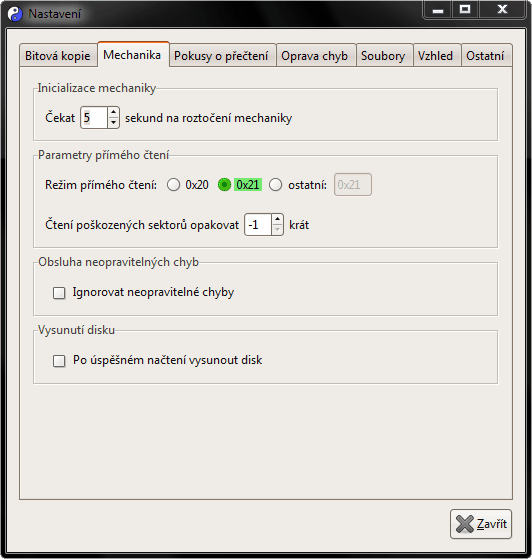 Nastavení
Bitová kopie Mechanika Pokusy o přečtení Oprava chyb Soubory Vzhled Ostatní
Inicializace mechaniky
Čekat 5 sekund na roztočení mechaniky
Parametry přímého čtení
Režim přímého čtení: 0x20 0x21 ostatní: 0x21
Čtení poškozených sektorů opakovat -1 krát
Obsluha neopravitelných chyb
Ignorovat neopravitelné chyby
Vysunutí disku
Po úspěšném načtení vysunout disk
Zavřít